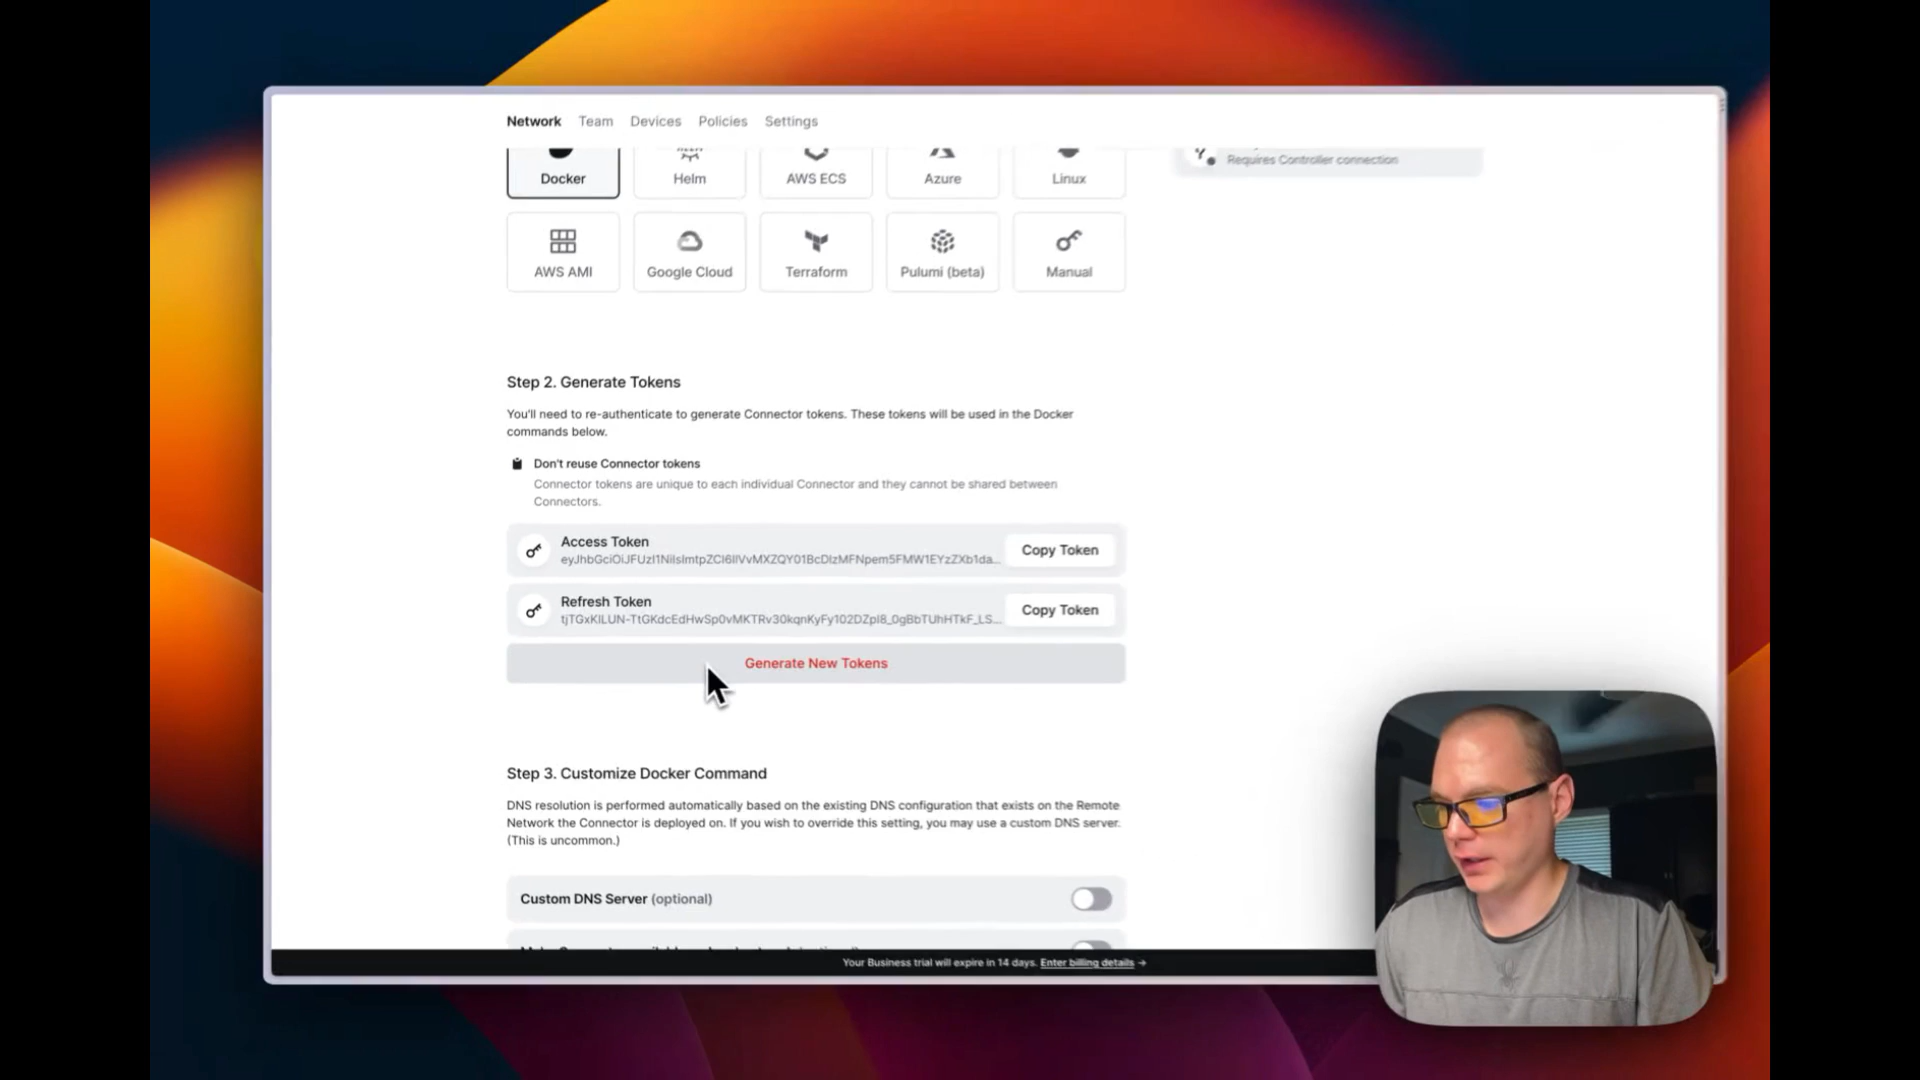 Network Team Devices Policies Settings
Requires Controller connection
Docker Helm AWS ECS Azure Linux
AWS AMI Google Cloud Terraform Pulumi (beta) Manual
Step 2. Generate Tokens
You'll need to re-authenticate to generate Connector tokens. These tokens will be used in the Docker
commands below.
Don't reuse Connector tokens
Connector tokens are unique to each individual Connector and they cannot be shared between
Connectors.
Access Token
Copy Token
Refresh Token
Copy Token
Generate New Tokens
Step 3. Customize Docker Command
DNS resolution is performed automatically based on the existing DNS configuration that exists on the Remote
Network the Connector is deployed on. If you wish to override this setting, you may use a custom DNS server.
(This is uncommon.)
Custom DNS Server (optional)
Your Business trial will expire in 14 days. Enter billing details →